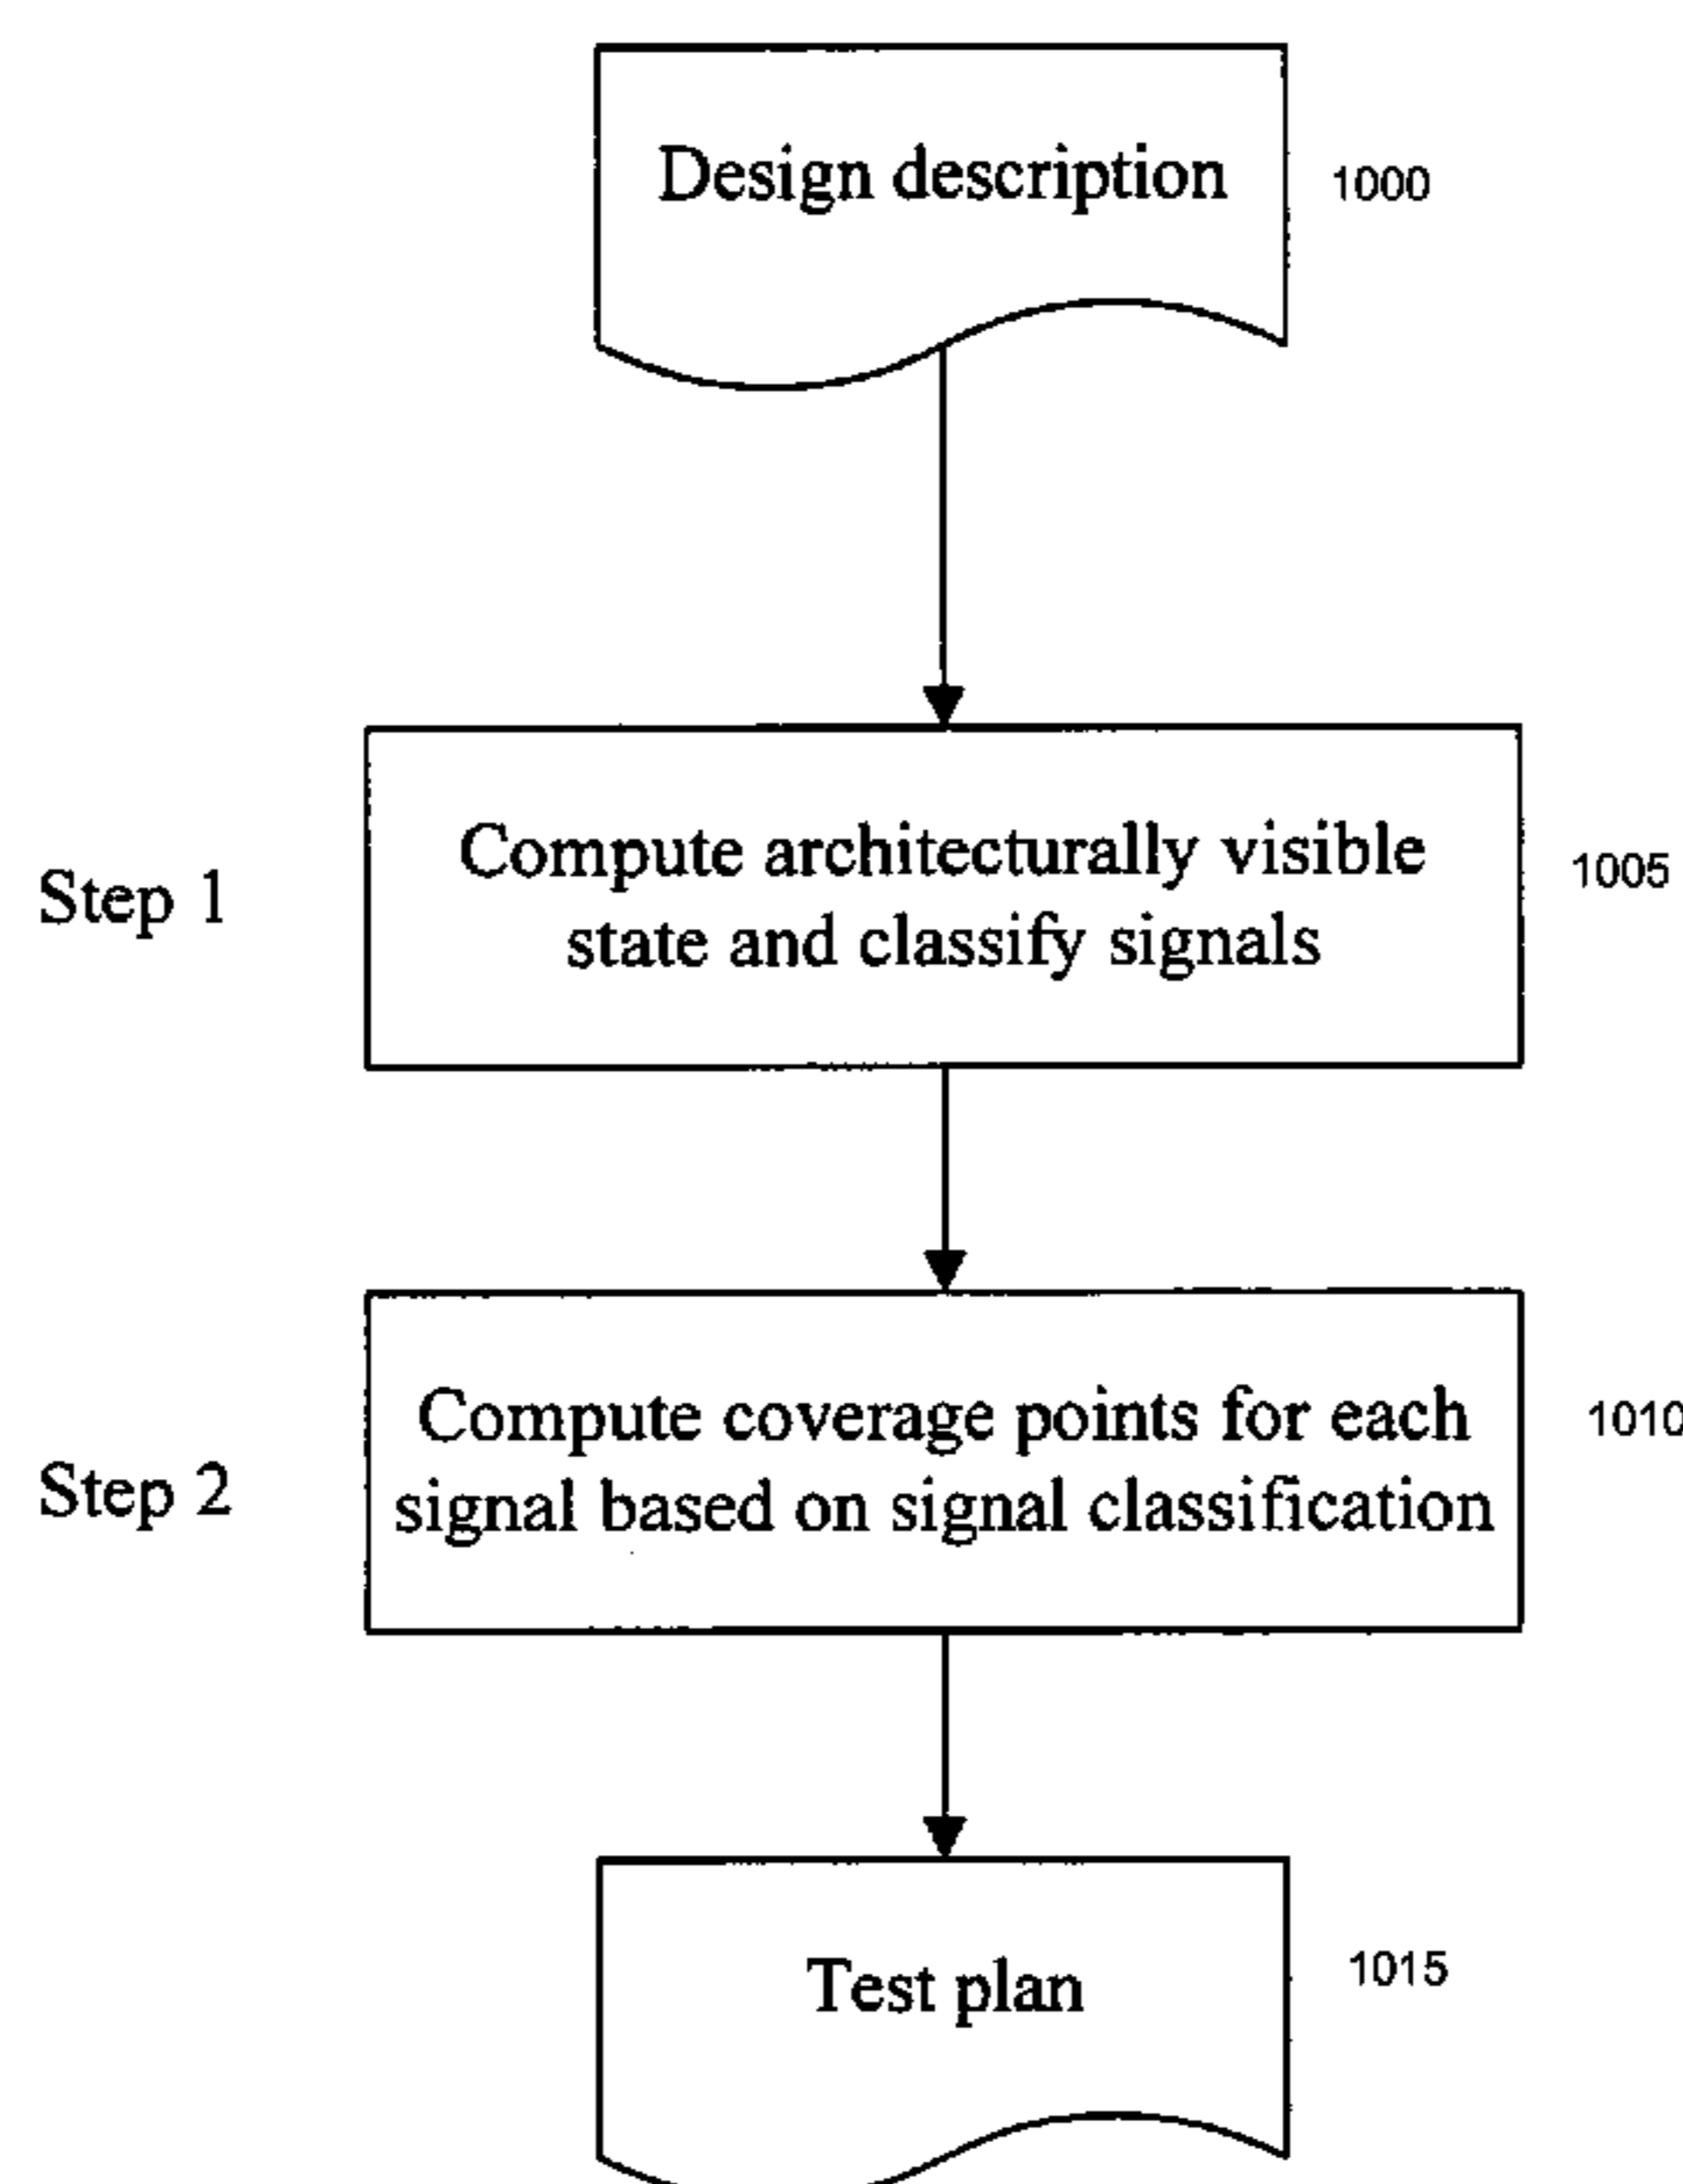 Design description
1000
Compute architecturally visible
state and classify signals
1005
Step 1
Compute coverage points for each
signal based on signal classification
1010
Step 2
Test plan
1015